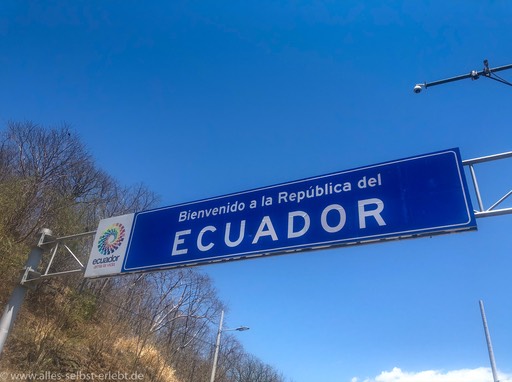 Bienvenido a la República del
ECUADOR
ecuador
www.alles-selbst-erlebt.de